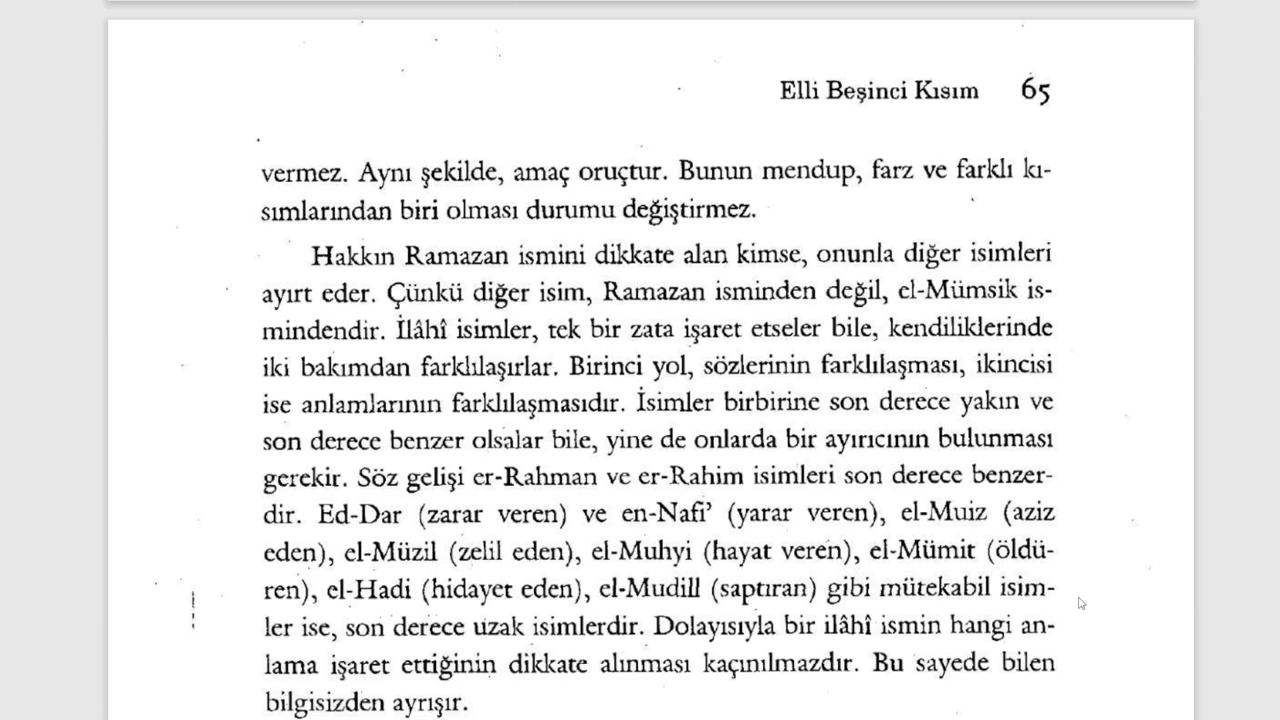 Elli Beşinci Kısım 65
vermez. Aynı şekilde, amaç oruçtur. Bunun mendup, farz ve farklı kı-
sımlarından biri olması durumu değiştirmez.
Hakkın Ramazan ismini dikkate alan kimse, onunla diğer isimleri
ayırt eder. Çünkü diğer isim, Ramazan isminden değil, el-Mümsik is-
mindendir. İlâhî isimler, tek bir zata işaret etseler bile, kendiliklerinde
iki bakımdan farklılaşırlar. Birinci yol, sözlerinin farklılaşması, ikincisi
ise anlamlarının farklılaşmasıdır. İsimler birbirine son derece yakın ve
son derece benzer olsalar bile, yine de onlarda bir ayırıcının bulunması
gerekir. Söz gelişi er-Rahman ve er-Rahim isimleri son derece benzer-
dir. Ed-Dar (zarar veren) ve en-Nafi’ (yarar veren), el-Muiz (aziz
eden), el-Müzil (zelil eden), el-Muhyi (hayat veren), el-Mümit (öldü-
ren), el-Hadi (hidayet eden), el-Mudill (saptıran) gibi mütekabil isim-
ler ise, son derece uzak isimlerdir. Dolayısıyla bir ilâhî ismin hangi an-
lama işaret ettiğinin dikkate alınması kaçınılmazdır. Bu sayede bilen
bilgisizden ayrışır.